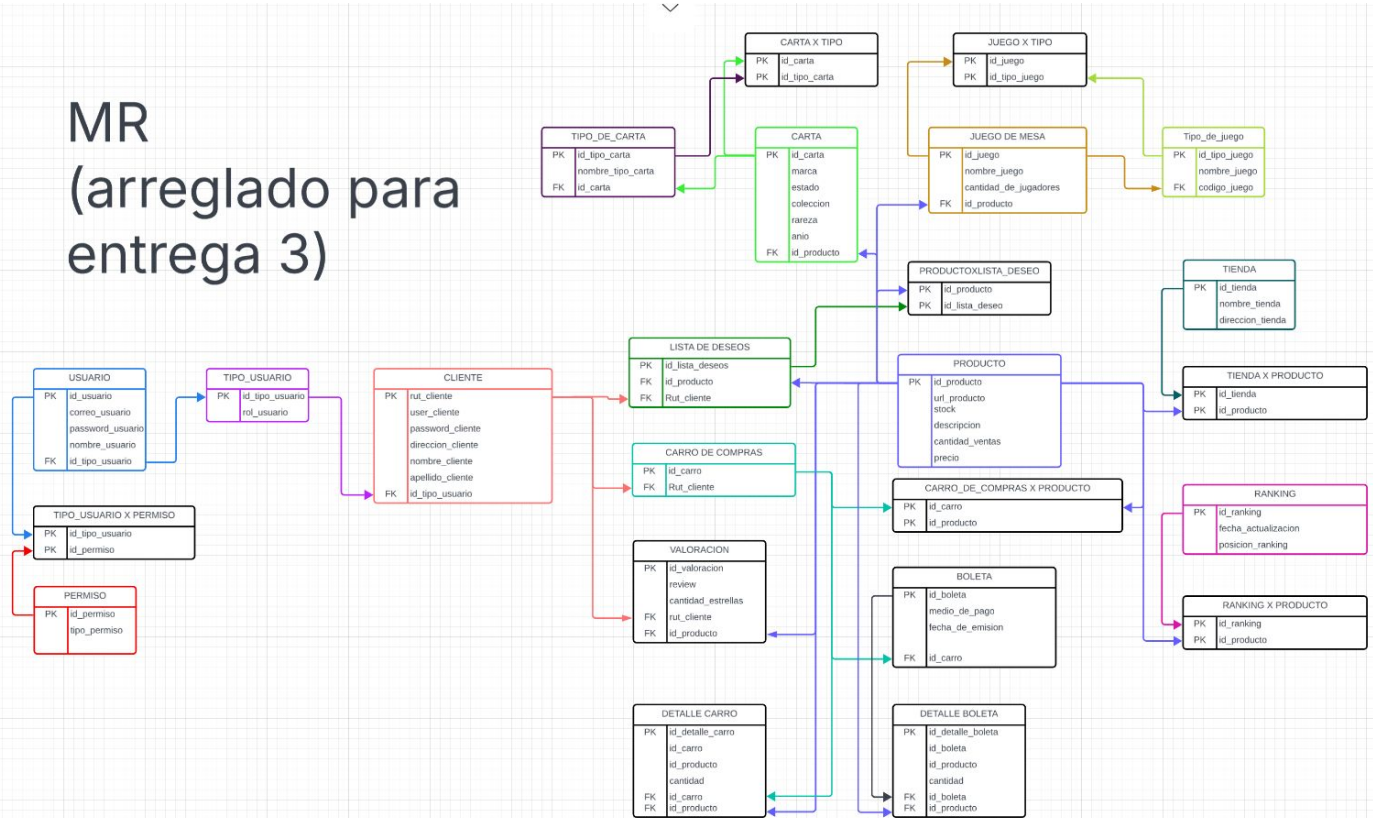 MR
(arreglado para
entrega 3)
CARTA X TIPO
PK id_carta
PK id_tipo_carta
JUEGO X TIPO
PK id_juego
PK id_tipo_juego
TIPO_DE_CARTA
PK id_tipo_carta
nombre_tipo_carta
FK id_carta
CARTA
PK id_carta
marca
estado
coleccion
rareza
anio
FK id_producto
JUEGO DE MESA
PK id_juego
nombre_juego
cantidad_de_jugadores
FK id_producto
Tipo_de_juego
PK id_tipo_juego
nombre_juego
FK codigo_juego
PRODUCTOXLISTA_DESEO
PK id_producto
PK id_lista_deseo
TIENDA
PK id_tienda
nombre_tienda
direccion_tienda
USUARIO
PK id_usuario
correo_usuario
password_usuario
nombre_usuario
FK id_tipo_usuario
TIPO_USUARIO
PK id_tipo_usuario
rol_usuario
CLIENTE
PK rut_cliente
user_cliente
password_cliente
direccion_cliente
nombre_cliente
apellido_cliente
FK id_tipo_usuario
LISTA DE DESEOS
PK id_lista_deseos
FK id_producto
FK Rut_cliente
PRODUCTO
PK id_producto
url_producto
stock
descripcion
cantidad_ventas
precio
TIENDA X PRODUCTO
PK id_tienda
PK id_producto
CARRO DE COMPRAS
PK id_carro
FK Rut_cliente
CARRO_DE_COMPRAS X PRODUCTO
PK id_carro
PK id_producto
RANKING
PK id_ranking
fecha_actualizacion
posicion_ranking
TIPO_USUARIO X PERMISO
PK id_tipo_usuario
PK id_permiso
PERMISO
PK id_permiso
tipo_permiso
VALORACION
PK id_valoracion
review
cantidad_estrellas
FK rut_cliente
FK id_producto
BOLETA
PK id_boleta
medio_de_pago
fecha_de_emision
FK id_carro
RANKING X PRODUCTO
PK id_ranking
PK id_producto
DETALLE CARRO
PK id_detalle_carro
id_carro
id_producto
cantidad
FK id_carro
FK id_producto
DETALLE BOLETA
PK id_detalle_boleta
id_boleta
id_producto
cantidad
FK id_boleta
FK id_producto